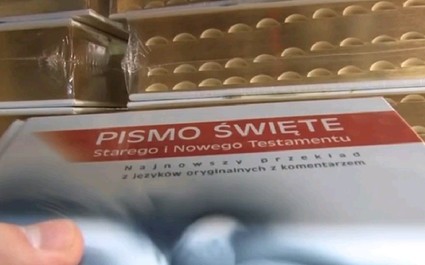 PISMO ŚWIĘTE
Starego i Nowego Testamentu
Najnowszy przekład
z języków oryginalnych z komentarzem